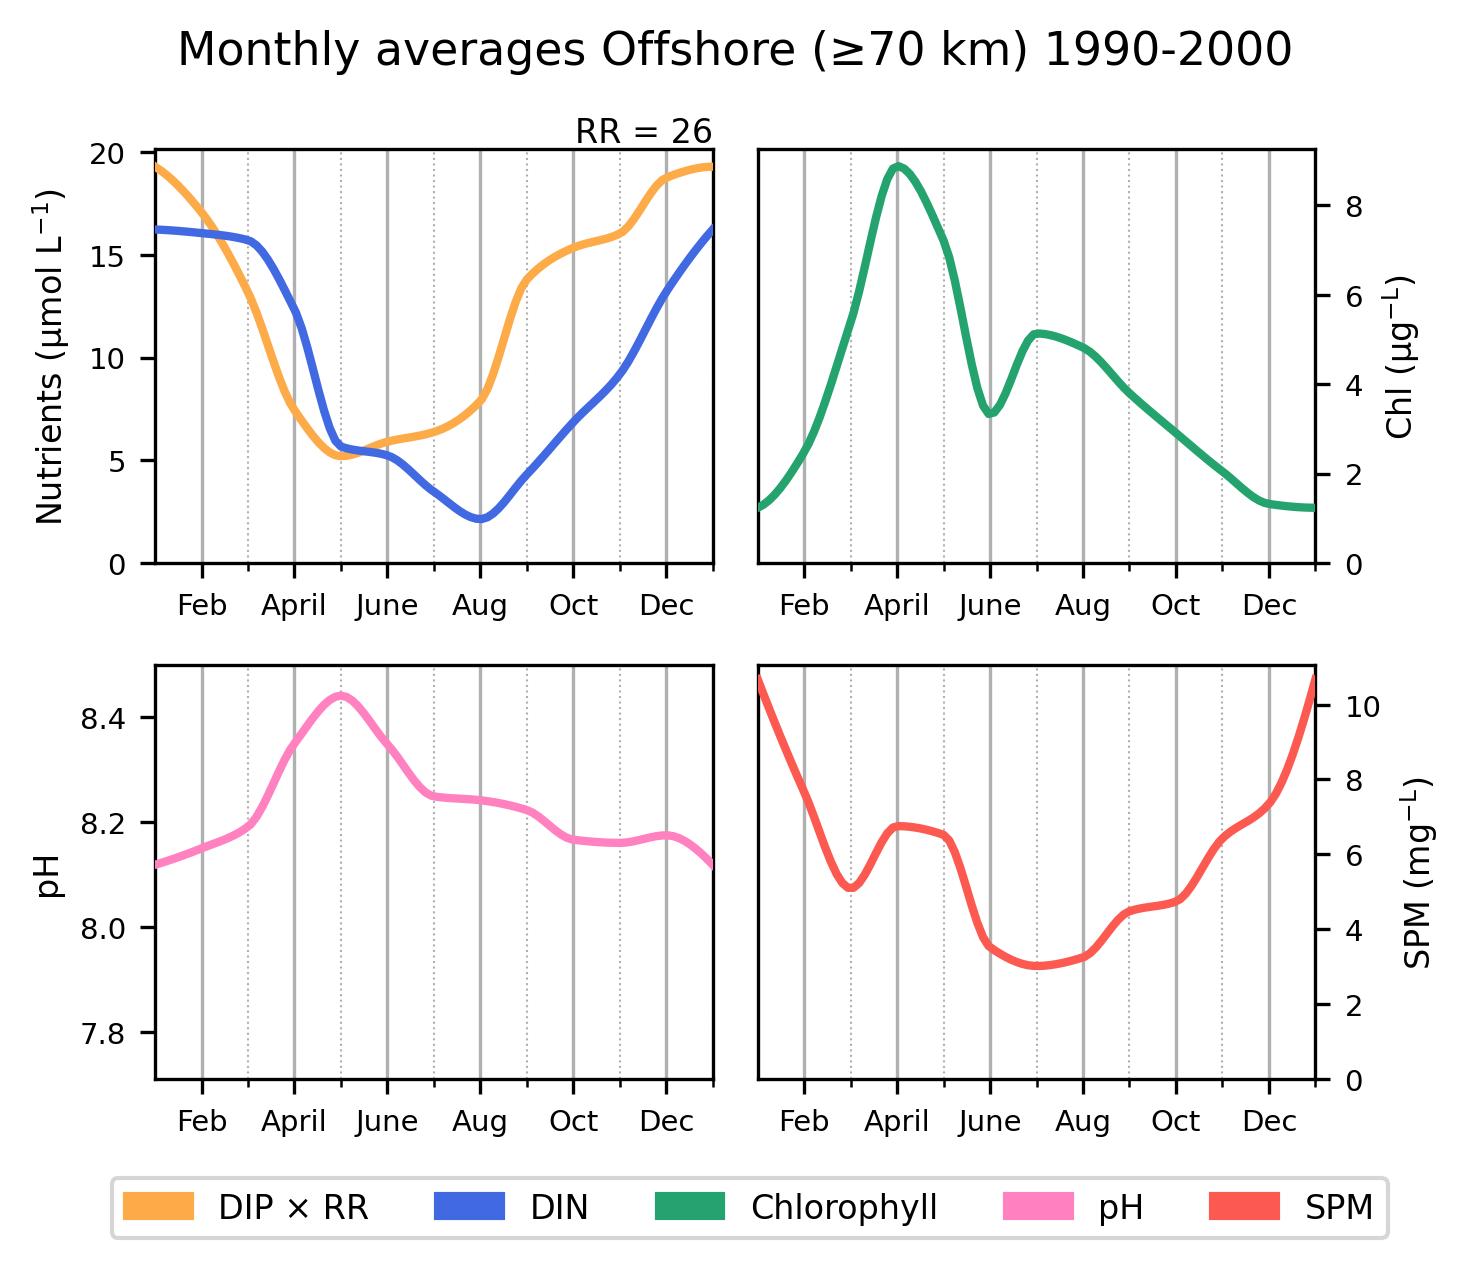 Monthly averages Offshore (≥70 km) 1990-2000
RR = 26
Nutrients (µmol L⁻¹)
20
15
10
5
0
Feb April June Aug Oct Dec
Chl (µg⁻ᴸ)
8
6
4
2
0
Feb April June Aug Oct Dec
pH
8.4
8.2
8.0
7.8
Feb April June Aug Oct Dec
SPM (mg⁻ᴸ)
10
8
6
4
2
0
Feb April June Aug Oct Dec
DIP × RR DIN Chlorophyll pH SPM